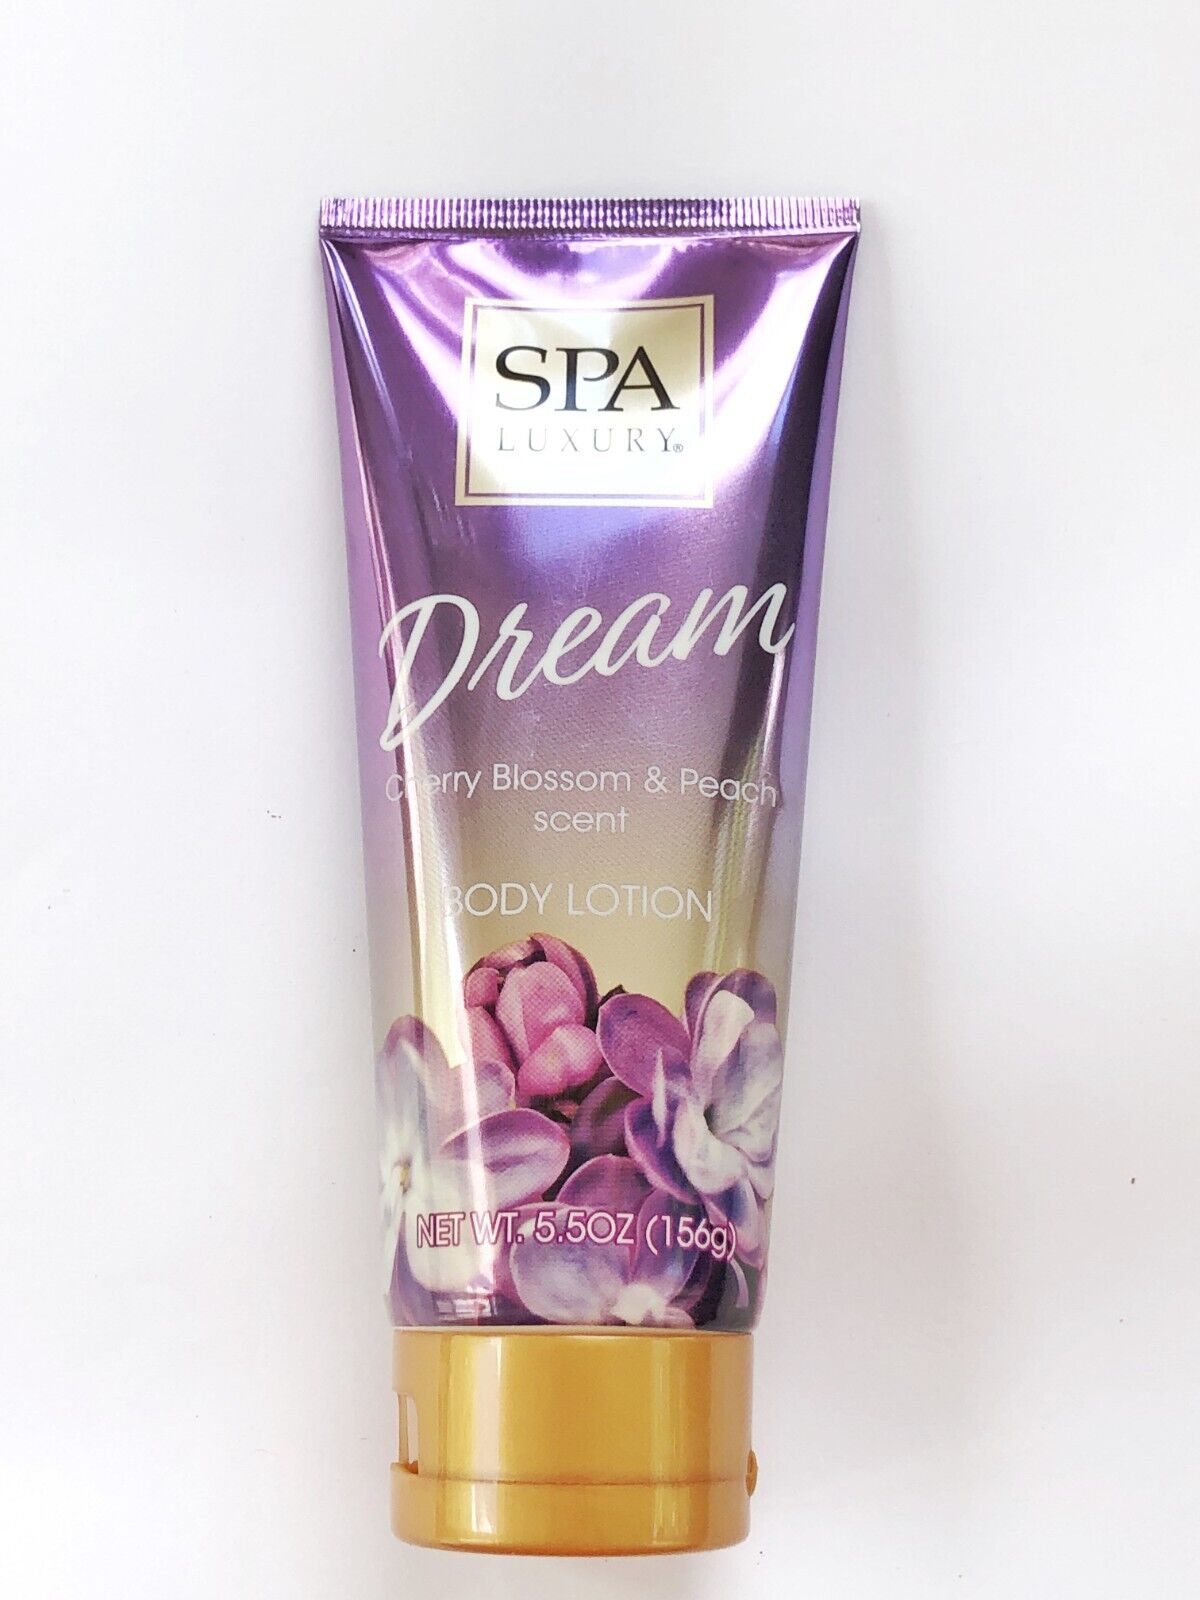 SPA
LUXURY®
Dream
Cherry Blossom & Peach
scent
BODY LOTION
NET WT. 5.5OZ (156g)